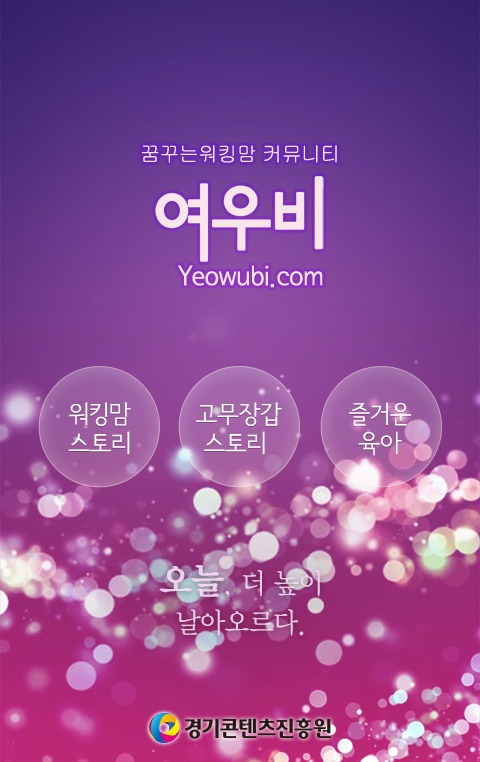 꿈꾸는워킹맘 커뮤니티
여우비
Yeowubi.com
워킹맘
스토리
고무장갑
스토리
즐거운
육아
오늘, 더 높이
날아오르다.
경기콘텐츠진흥원